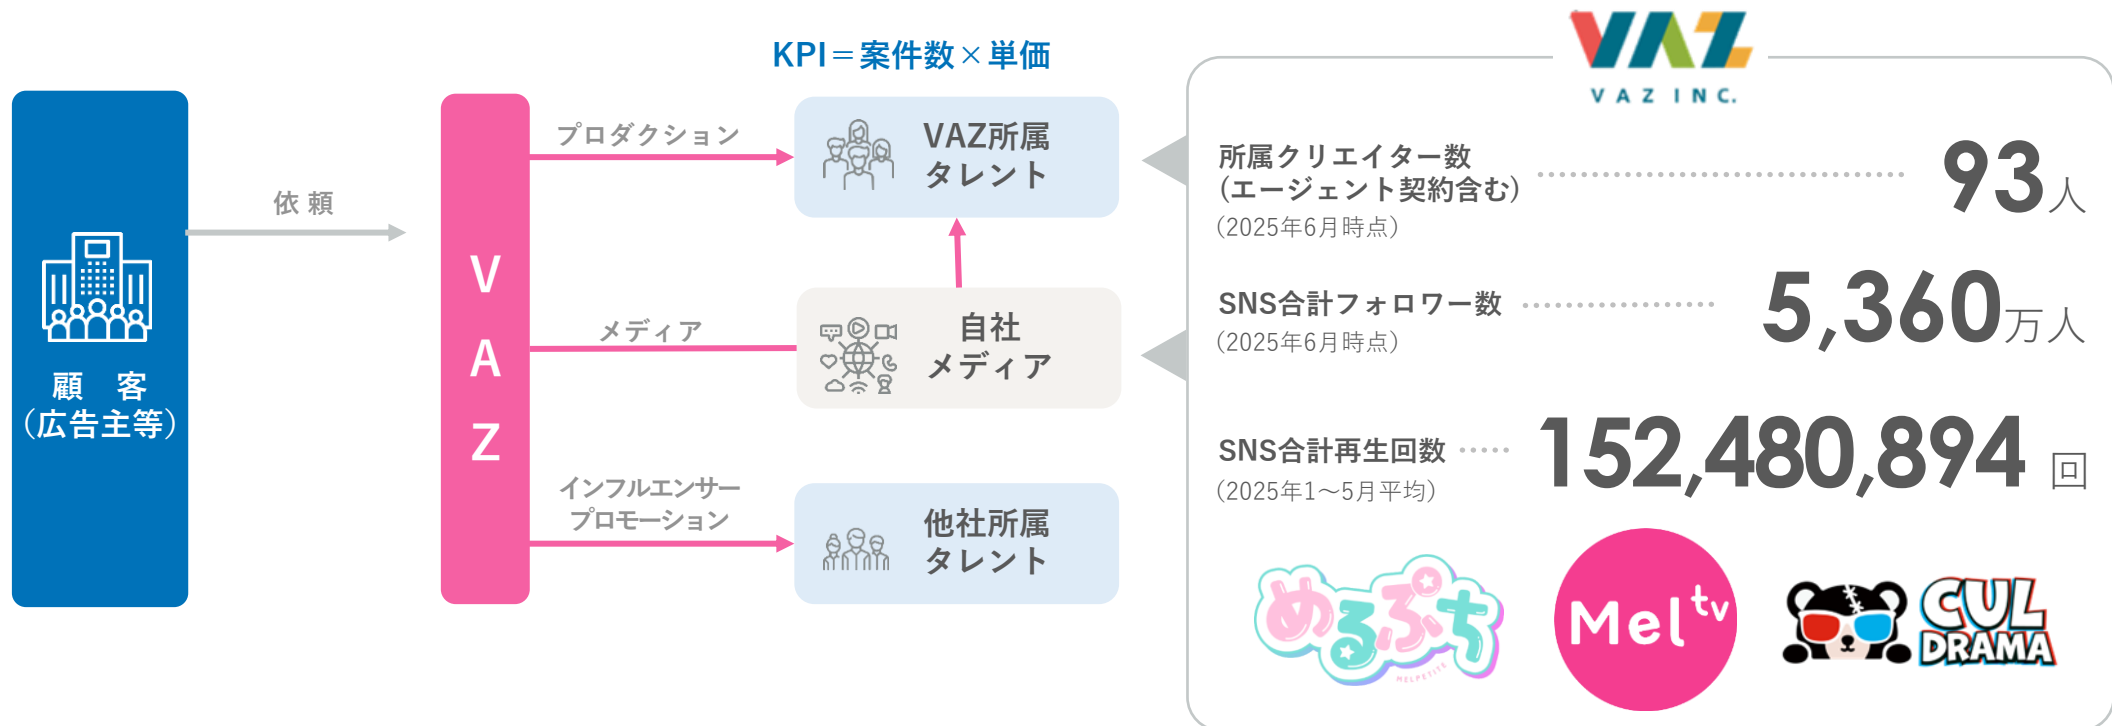 KPI＝案件数×単価
顧 客
（広告主等）
依 頼
V
A
Z
プロダクション
メディア
インフルエンサー
プロモーション
VAZ所属
タレント
自社
メディア
他社所属
タレント
VAZ
VAZ INC.
所属クリエイター数
（エージェント契約含む）
（2025年6月時点）
93人
SNS合計フォロワー数
（2025年6月時点）
5,360万人
SNS合計再生回数
（2025年1～5月平均）
152,480,894 回
めるぷち
MELPETITE
Mel tv
CUL
DRAMA